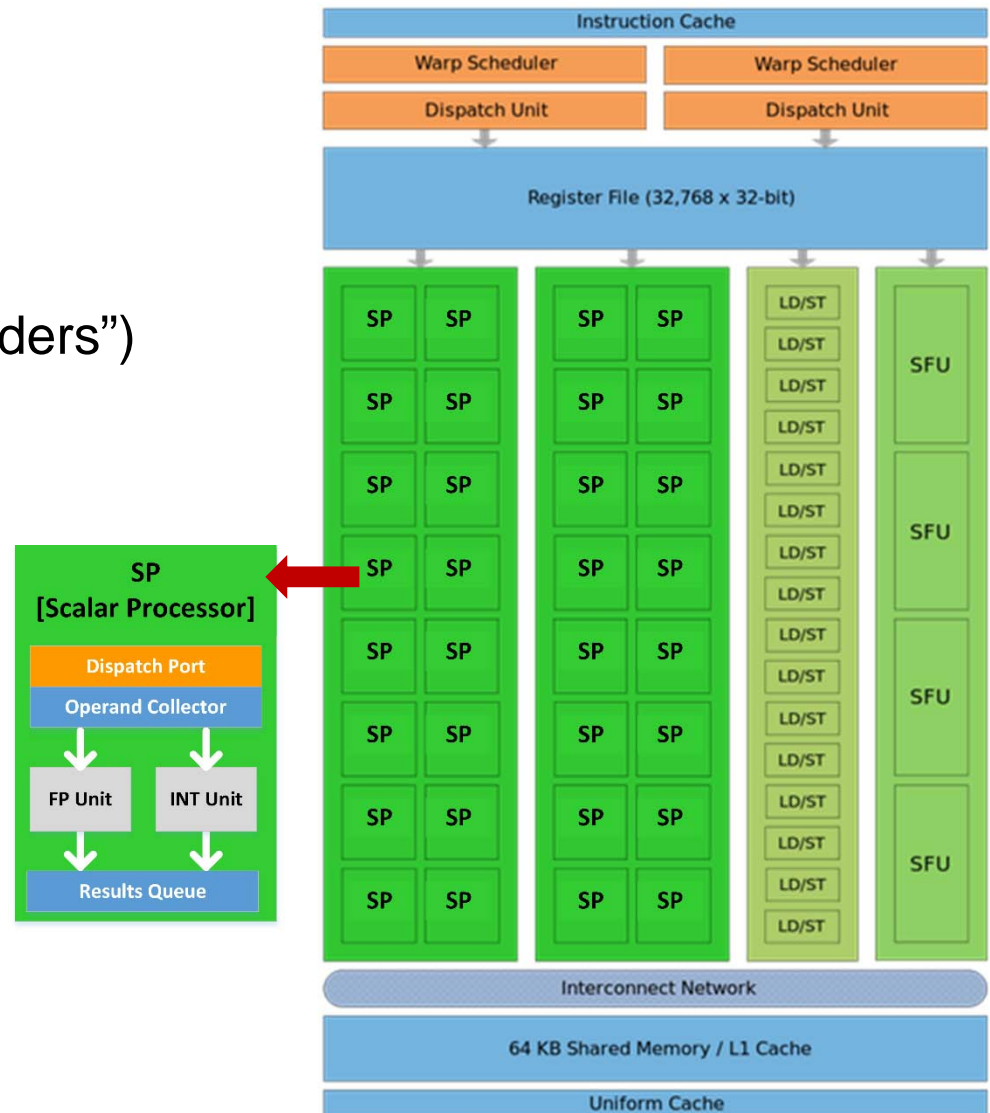 Instruction Cache
Warp Scheduler Warp Scheduler
Dispatch Unit Dispatch Unit
Register File (32,768 x 32-bit)
ders”)
SP SP SP SP LD/ST
LD/ST
SFU
SP SP SP SP LD/ST
LD/ST
SP SP SP SP LD/ST
LD/ST
SFU
SP SP SP SP LD/ST
LD/ST
SP SP SP SP LD/ST
LD/ST
SFU
SP SP SP SP LD/ST
LD/ST
SP SP SP SP LD/ST
LD/ST
SFU
SP SP SP SP LD/ST
LD/ST
SP
[Scalar Processor]
Dispatch Port
Operand Collector
FP Unit INT Unit
Results Queue
Interconnect Network
64 KB Shared Memory / L1 Cache
Uniform Cache